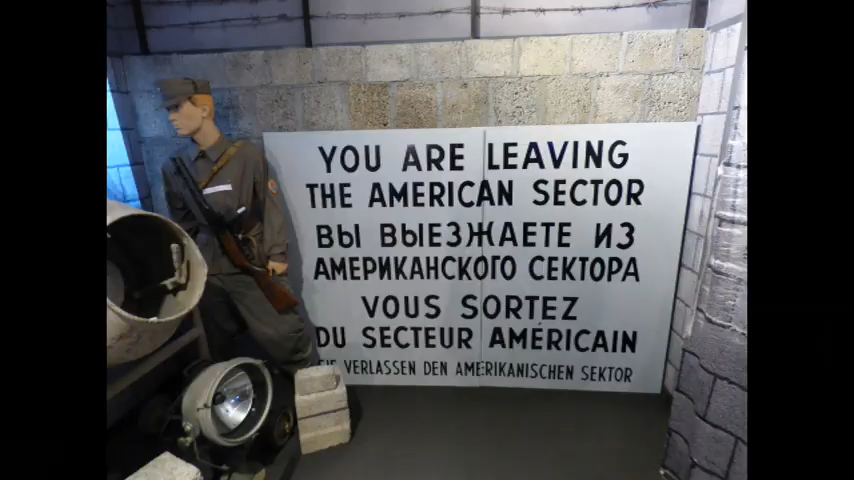 YOU ARE LEAVING
THE AMERICAN SECTOR
ВЫ ВЫЕЗЖАЕТЕ ИЗ
АМЕРИКАНСКОГО СЕКТОРА
VOUS SORTEZ
DU SECTEUR AMÉRICAIN
SIE VERLASSEN DEN AMERIKANISCHEN SEKTOR